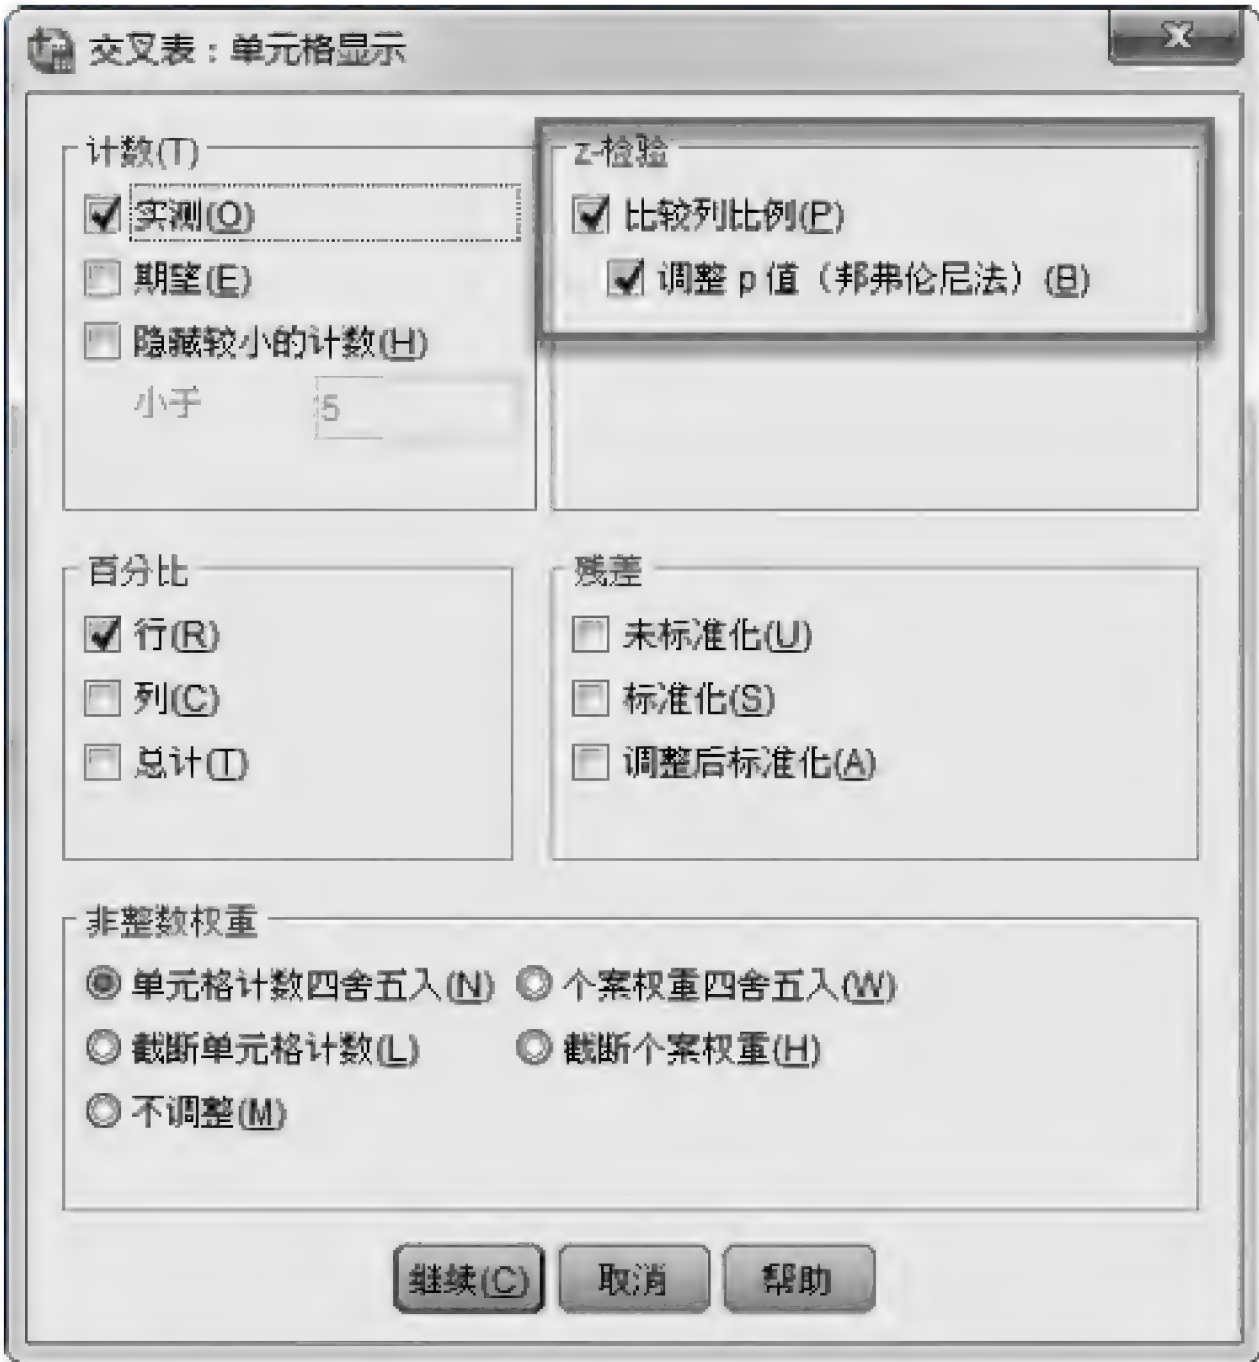 交叉表：单元格显示
计数(T)
实测(O)
期望(E)
隐藏较小的计数(H)
小于 5
z-检验
比较列比例(P)
调整 p 值（邦弗伦尼法）(B)
百分比
行(R)
列(C)
总计(T)
残差
未标准化(U)
标准化(S)
调整后标准化(A)
非整数权重
单元格计数四舍五入(N) 个案权重四舍五入(W)
截断单元格计数(L) 截断个案权重(H)
不调整(M)
继续(C) 取消 帮助